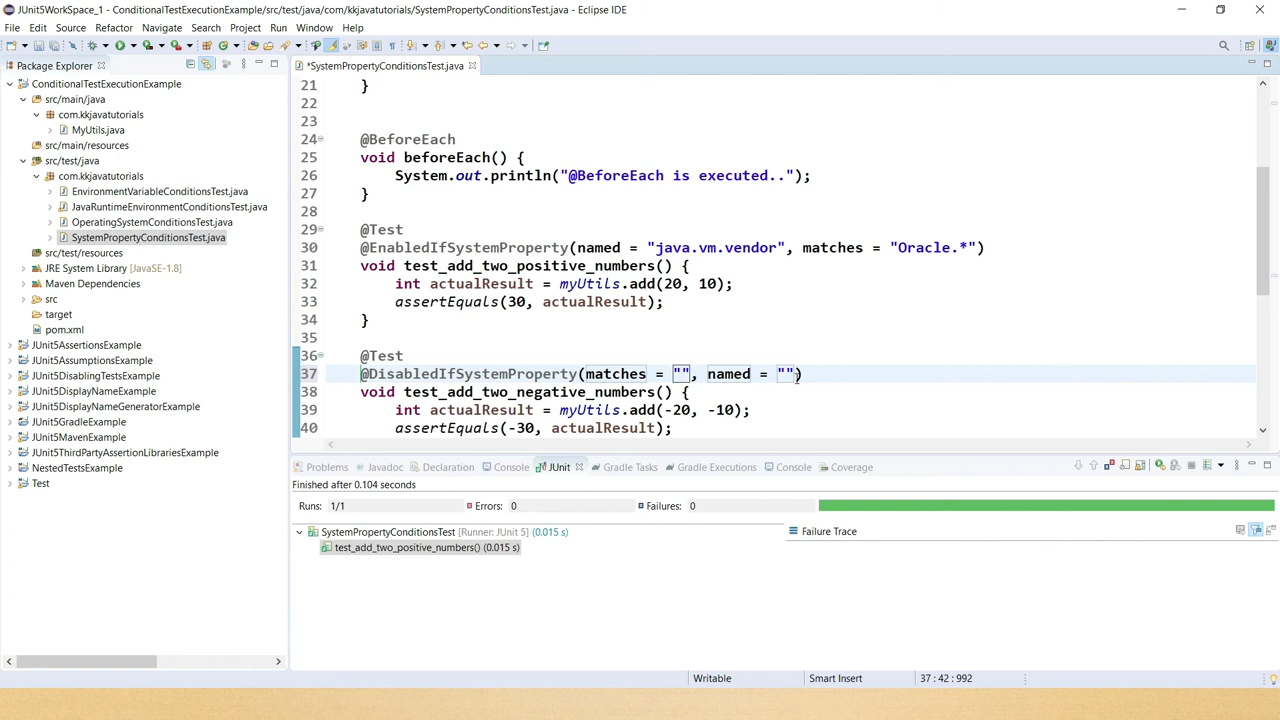 JUnit5WorkSpace_1 - ConditionalTestExecutionExample/src/test/java/com/kkjavatutorials/SystemPropertyConditionsTest.java - Eclipse IDE
File Edit Source Refactor Navigate Search Project Run Window Help
Package Explorer
ConditionalTestExecutionExample
src/main/java
com.kkjavatutorials
MyUtils.java
src/main/resources
src/test/java
com.kkjavatutorials
EnvironmentVariableConditionsTest.java
JavaRuntimeEnvironmentConditionsTest.java
OperatingSystemConditionsTest.java
SystemPropertyConditionsTest.java
src/test/resources
JRE System Library [JavaSE-1.8]
Maven Dependencies
src
target
pom.xml
JUnit5AssertionsExample
JUnit5AssumptionsExample
JUnit5DisablingTestsExample
JUnit5DisplayNameExample
JUnit5DisplayNameGeneratorExample
JUnit5GradleExample
JUnit5MavenExample
JUnit5ThirdPartyAssertionLibrariesExample
NestedTestsExample
Test
*SystemPropertyConditionsTest.java
21 }
22
23
24 @BeforeEach
25 void beforeEach() {
26 System.out.println("@BeforeEach is executed..");
27 }
28
29 @Test
30 @EnabledIfSystemProperty(named = "java.vm.vendor", matches = "Oracle.*")
31 void test_add_two_positive_numbers() {
32 int actualResult = myUtils.add(20, 10);
33 assertEquals(30, actualResult);
34 }
35
36 @Test
37 @DisabledIfSystemProperty(matches = "", named = "")
38 void test_add_two_negative_numbers() {
39 int actualResult = myUtils.add(-20, -10);
40 assertEquals(-30, actualResult);
Problems Javadoc Declaration Console JUnit Gradle Tasks Gradle Executions Console Coverage
Finished after 0.104 seconds
Runs: 1/1 Errors: 0 Failures: 0
SystemPropertyConditionsTest [Runner: JUnit 5] (0.015 s)
test_add_two_positive_numbers() (0.015 s)
Failure Trace
Writable Smart Insert 37 : 42 : 992